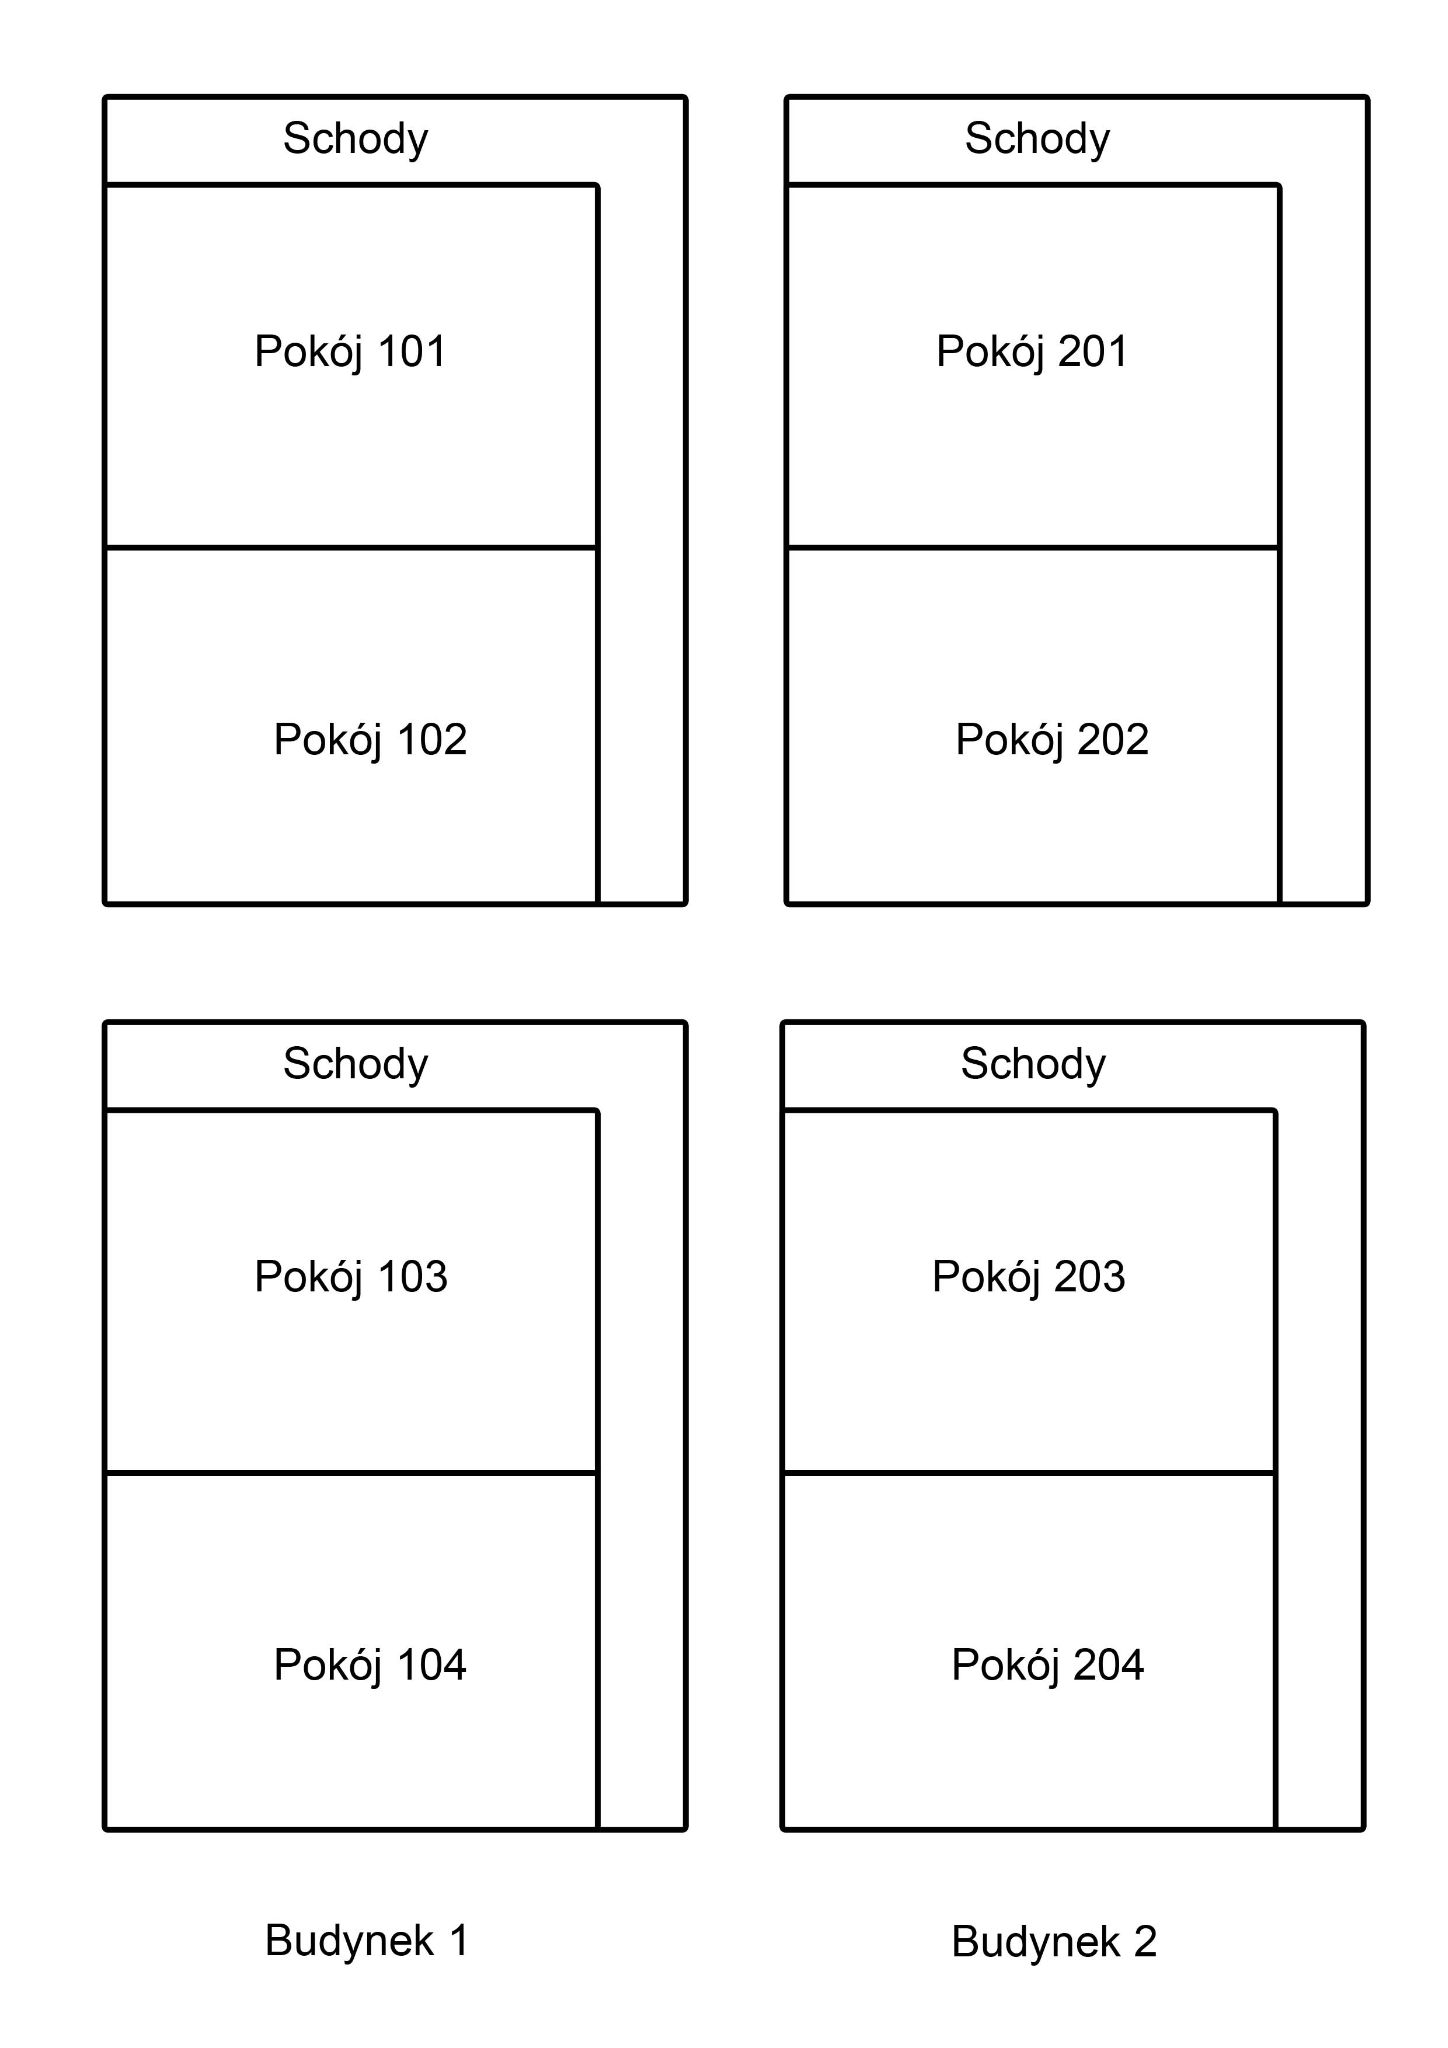 Schody
Pokój 101
Pokój 102
Schody
Pokój 201
Pokój 202
Schody
Pokój 103
Pokój 104
Schody
Pokój 203
Pokój 204
Budynek 1
Budynek 2